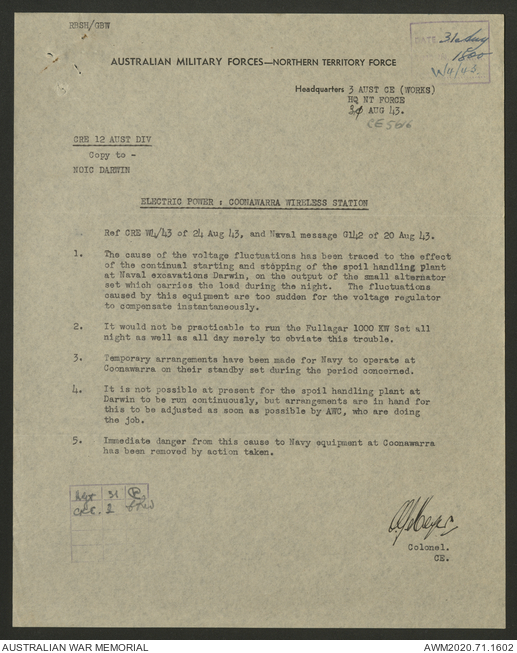 RBSH/GBW
DATE 31 Aug
1800
W4/43
AUSTRALIAN MILITARY FORCES—NORTHERN TERRITORY FORCE
Headquarters 3 AUST CE (WORKS)
HQ NT FORCE
AUG 43.
CRE 12 AUST DIV
Copy to -
NOIC DARWIN
ELECTRIC POWER : COONAWARRA WIRELESS STATION
Ref CRE W4/43 of 24 Aug 43, and Naval message G142 of 20 Aug 43.
1. The cause of the voltage fluctuations has been traced to the effect
of the continual starting and stopping of the spoil handling plant
at Naval excavations Darwin, on the output of the small alternator
set which carries the load during the night. The fluctuations
caused by this equipment are too sudden for the voltage regulator
to compensate instantaneously.
2. It would not be practicable to run the Fullagar 1000 KW Set all
night as well as all day merely to obviate this trouble.
3. Temporary arrangements have been made for Navy to operate at
Coonawarra on their standby set during the period concerned.
4. It is not possible at present for the spoil handling plant at
Darwin to be run continuously, but arrangements are in hand for
this to be adjusted as soon as possible by AWC, who are doing
the job.
5. Immediate danger from this cause to Navy equipment at Coonawarra
has been removed by action taken.
31
CRE. 2
Colonel.
CE.
AUSTRALIAN WAR MEMORIAL
AWM2020.71.1602